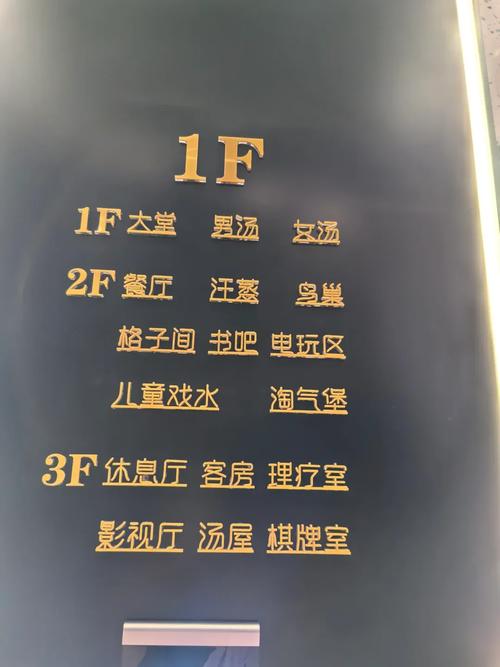 1F
1F 大堂 男汤 女汤
2F 餐厅 汗蒸 鸟巢
格子间 书吧 电玩区
儿童戏水 淘气堡
3F 休息厅 客房 理疗室
影视厅 汤屋 棋牌室